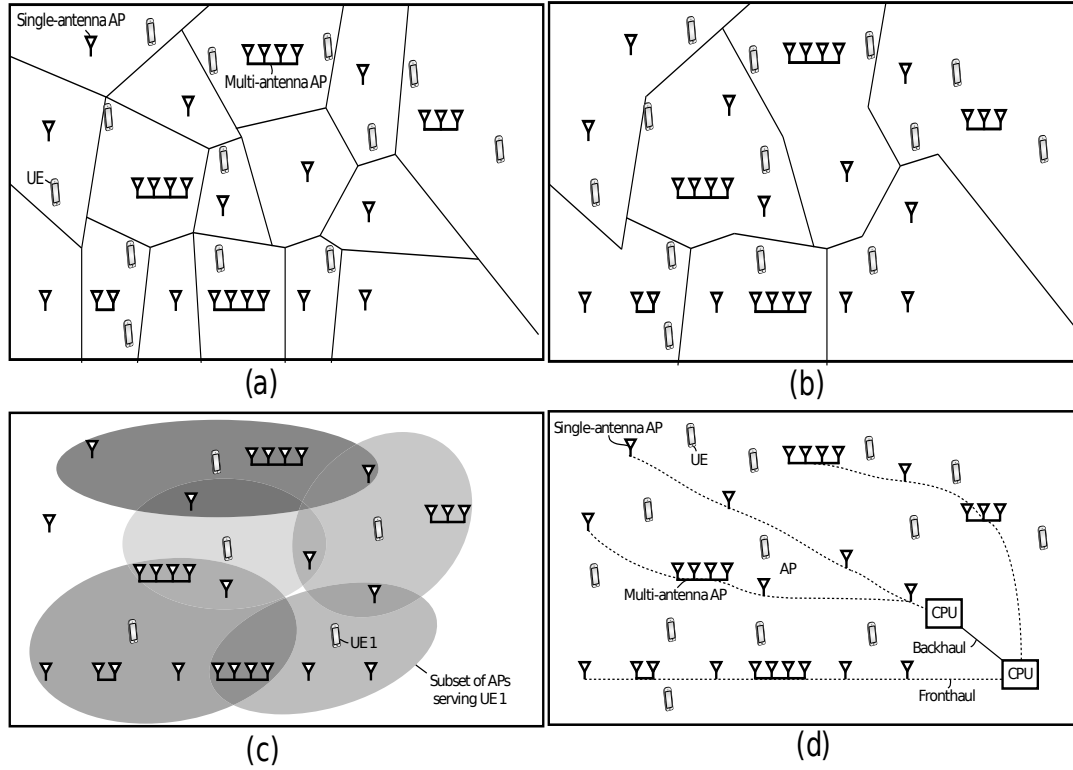 Single-antenna AP
Multi-antenna AP
UE
(a)
(b)
UE 1
Subset of APs
serving UE 1
(c)
Single-antenna AP
UE
AP
Multi-antenna AP
CPU
Backhaul
CPU
Fronthaul
(d)